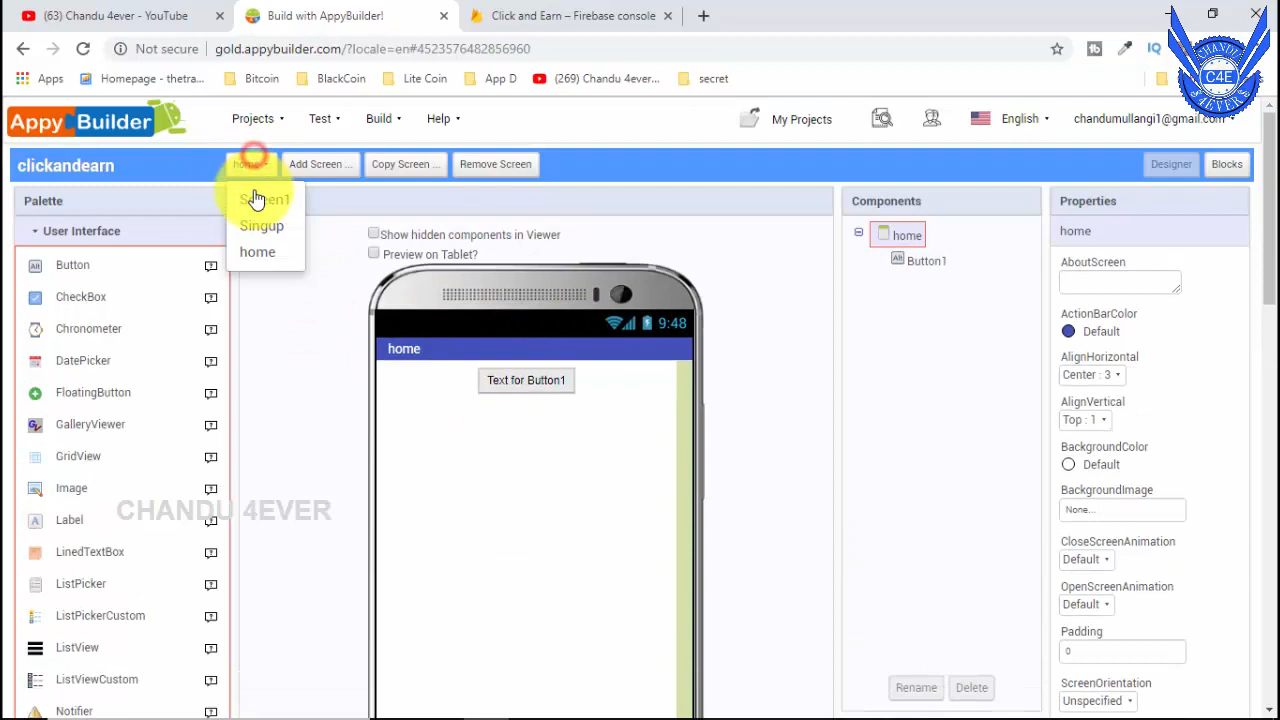 (63) Chandu 4ever - YouTube
Build with AppyBuilder!
Click and Earn – Firebase console
Not secure
gold.appybuilder.com/?locale=en#4523576482856960
Apps
Homepage - thetra...
Bitcoin
BlackCoin
Lite Coin
App D
(269) Chandu 4ever...
secret
CHANDU
C4E
4EVERS
AppyBuilder
Projects
Test
Build
Help
My Projects
English
chandumullangi1@gmail.com
clickandearn
home
Add Screen ...
Copy Screen ...
Remove Screen
Designer
Blocks
Screen1
Singup
home
Palette
User Interface
Button
CheckBox
Chronometer
DatePicker
FloatingButton
GalleryViewer
GridView
Image
Label
LinedTextBox
ListPicker
ListPickerCustom
ListView
ListViewCustom
Notifier
Show hidden components in Viewer
Preview on Tablet?
9:48
home
Text for Button1
CHANDU 4EVER
Components
home
Button1
Rename
Delete
Properties
home
AboutScreen
ActionBarColor
Default
AlignHorizontal
Center : 3
AlignVertical
Top : 1
BackgroundColor
Default
BackgroundImage
None...
CloseScreenAnimation
Default
OpenScreenAnimation
Default
Padding
0
ScreenOrientation
Unspecified